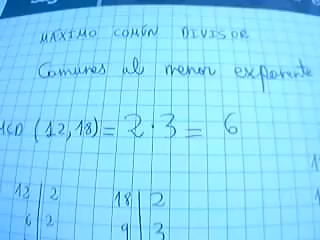 MÁXIMO COMÚN DIVISOR
Comunes al menor exponente
MCD (12,18) = 2 · 3 = 6
12 | 2 18 | 2
6 | 2 9 | 3